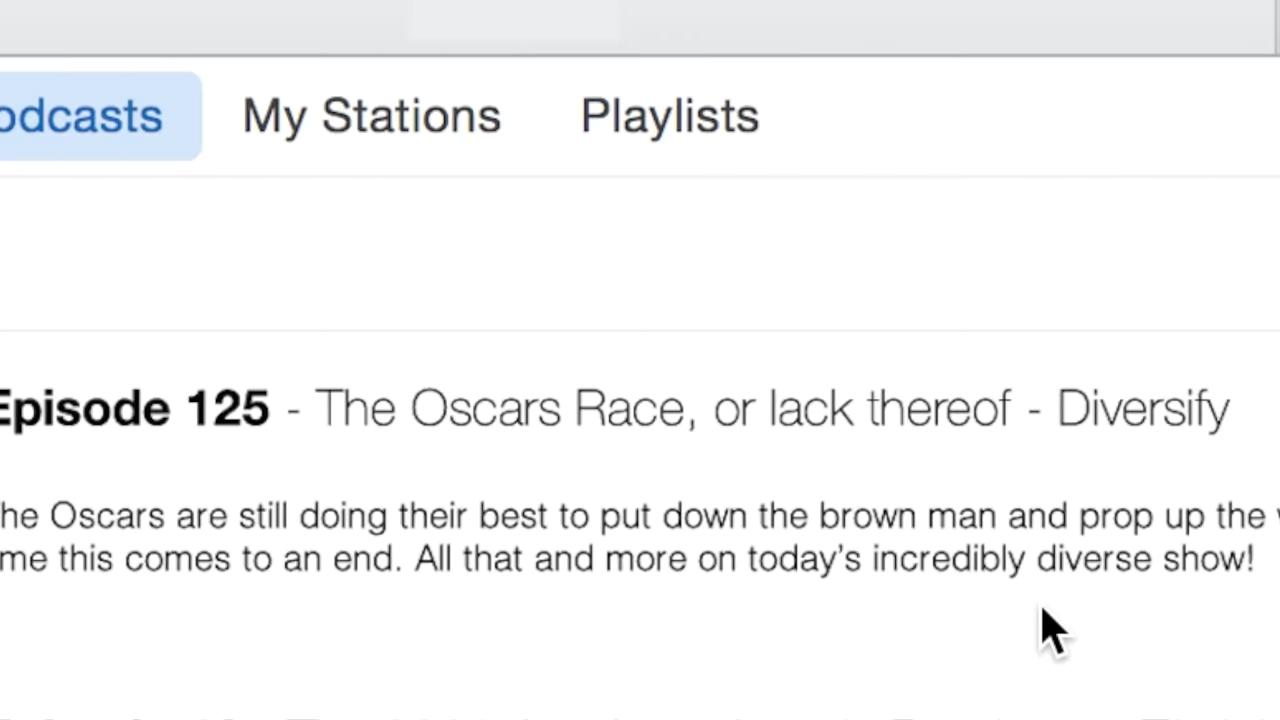 odcasts My Stations Playlists
Episode 125 - The Oscars Race, or lack thereof - Diversify
he Oscars are still doing their best to put down the brown man and prop up the
me this comes to an end. All that and more on today’s incredibly diverse show!